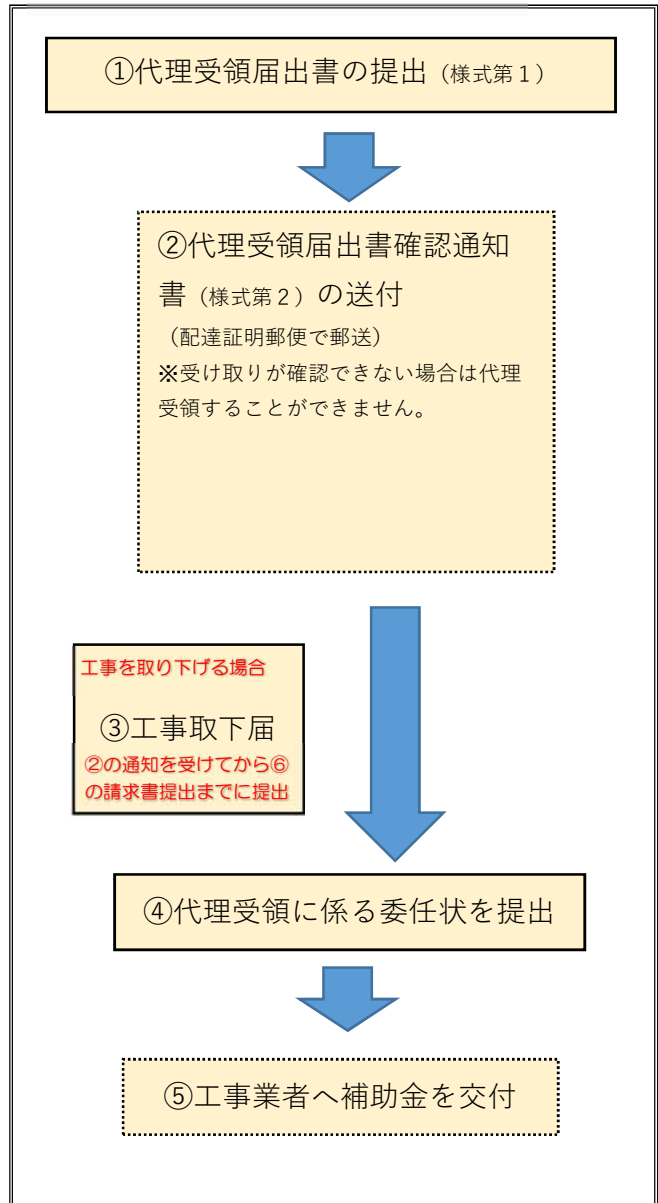 ①代理受領届出書の提出（様式第１）
②代理受領届出書確認通知
書（様式第２）の送付
（配達証明郵便で郵送）
※受け取りが確認できない場合は代理
受領することができません。
工事を取り下げる場合
③工事取下届
②の通知を受けてから⑥
の請求書提出までに提出
④代理受領に係る委任状を提出
⑤工事業者へ補助金を交付